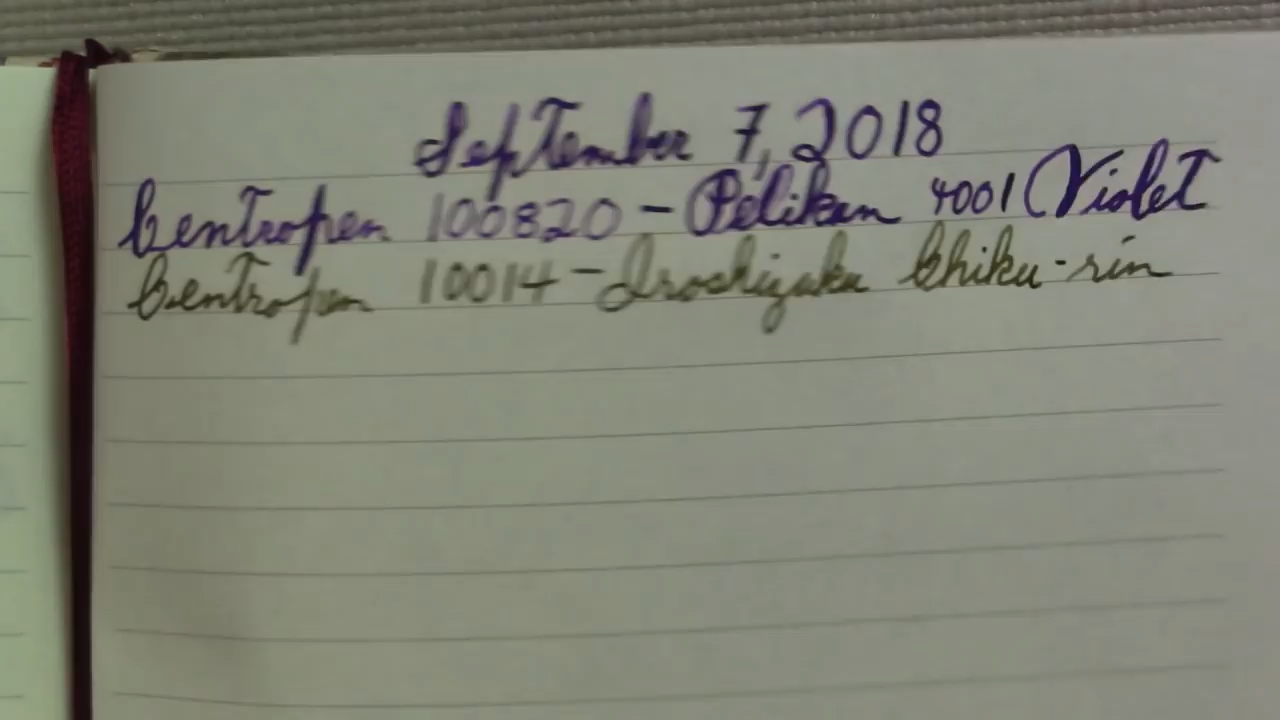 September 7, 2018
Centropen 100820 - Pelikan 4001 Violet
Centropen 10014 - Iroshizuku Chiku-rin